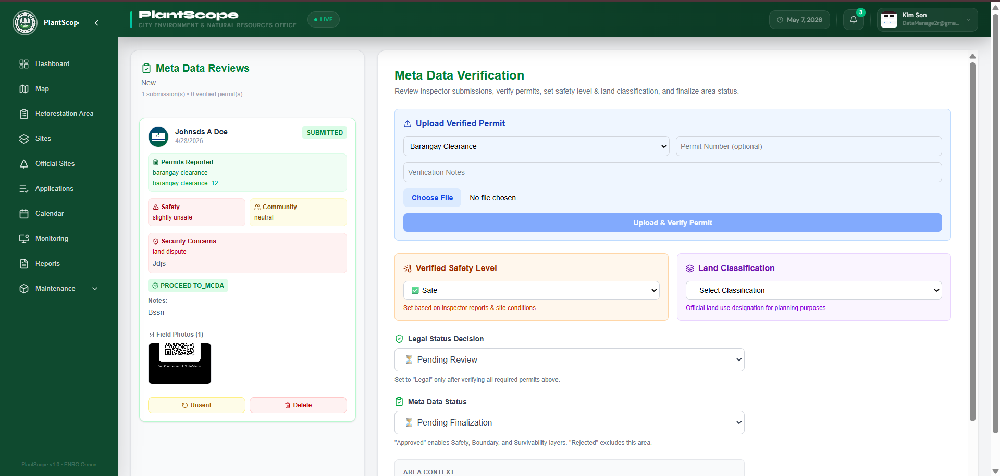 PlantScope
Dashboard
Map
Reforestation Area
Sites
Official Sites
Applications
Calendar
Monitoring
Reports
Maintenance
PlantScope v1.0 • ENRO Ormoc
PlantScope
CITY ENVIRONMENT & NATURAL RESOURCES OFFICE
LIVE
May 7, 2026
3
Kim Son
DataManage2r@gma...
Meta Data Reviews
New
1 submission(s) • 0 verified permit(s)
Johnsds A Doe
4/28/2026
SUBMITTED
Permits Reported
barangay clearance
barangay clearance: 12
Safety
slightly unsafe
Community
neutral
Security Concerns
land dispute
Jdjs
PROCEED TO_MCDA
Notes:
Bssn
Field Photos (1)
Unsent
Delete
Meta Data Verification
Review inspector submissions, verify permits, set safety level & land classification, and finalize area status.
Upload Verified Permit
Barangay Clearance
Permit Number (optional)
Verification Notes
Choose File No file chosen
Upload & Verify Permit
Verified Safety Level
Safe
Set based on inspector reports & site conditions.
Land Classification
-- Select Classification --
Official land use designation for planning purposes.
Legal Status Decision
Pending Review
Set to "Legal" only after verifying all required permits above.
Meta Data Status
Pending Finalization
"Approved" enables Safety, Boundary, and Survivability layers. "Rejected" excludes this area.
AREA CONTEXT